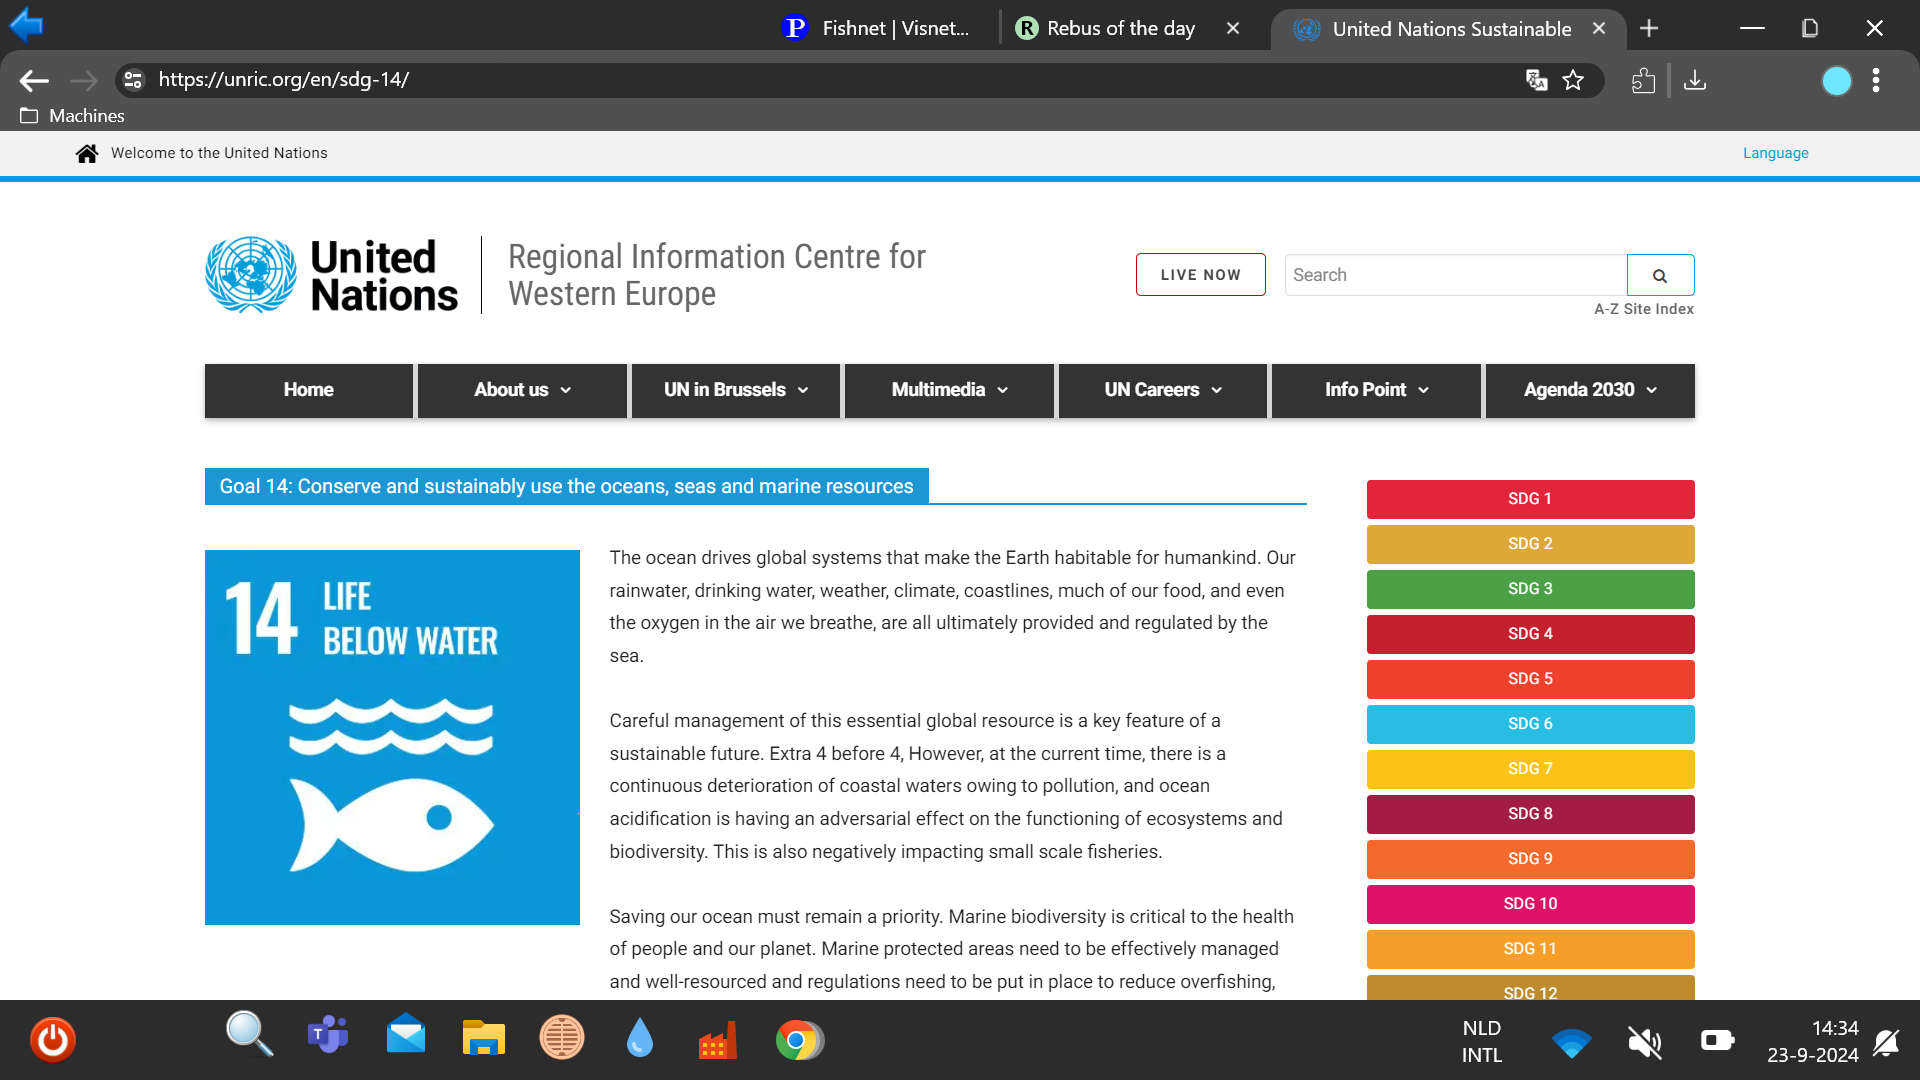 Fishnet | Visnet...
Rebus of the day
United Nations Sustainable
https://unric.org/en/sdg-14/
Machines
Welcome to the United Nations
Language
United
Nations
Regional Information Centre for
Western Europe
LIVE NOW
Search
A-Z Site Index
Home
About us
UN in Brussels
Multimedia
UN Careers
Info Point
Agenda 2030
Goal 14: Conserve and sustainably use the oceans, seas and marine resources
14 LIFE
BELOW WATER
The ocean drives global systems that make the Earth habitable for humankind. Our
rainwater, drinking water, weather, climate, coastlines, much of our food, and even
the oxygen in the air we breathe, are all ultimately provided and regulated by the
sea.
Careful management of this essential global resource is a key feature of a
sustainable future. Extra 4 before 4, However, at the current time, there is a
continuous deterioration of coastal waters owing to pollution, and ocean
acidification is having an adversarial effect on the functioning of ecosystems and
biodiversity. This is also negatively impacting small scale fisheries.
Saving our ocean must remain a priority. Marine biodiversity is critical to the health
of people and our planet. Marine protected areas need to be effectively managed
and well-resourced and regulations need to be put in place to reduce overfishing,
SDG 1
SDG 2
SDG 3
SDG 4
SDG 5
SDG 6
SDG 7
SDG 8
SDG 9
SDG 10
SDG 11
SDG 12
NLD
INTL
14:34
23-9-2024